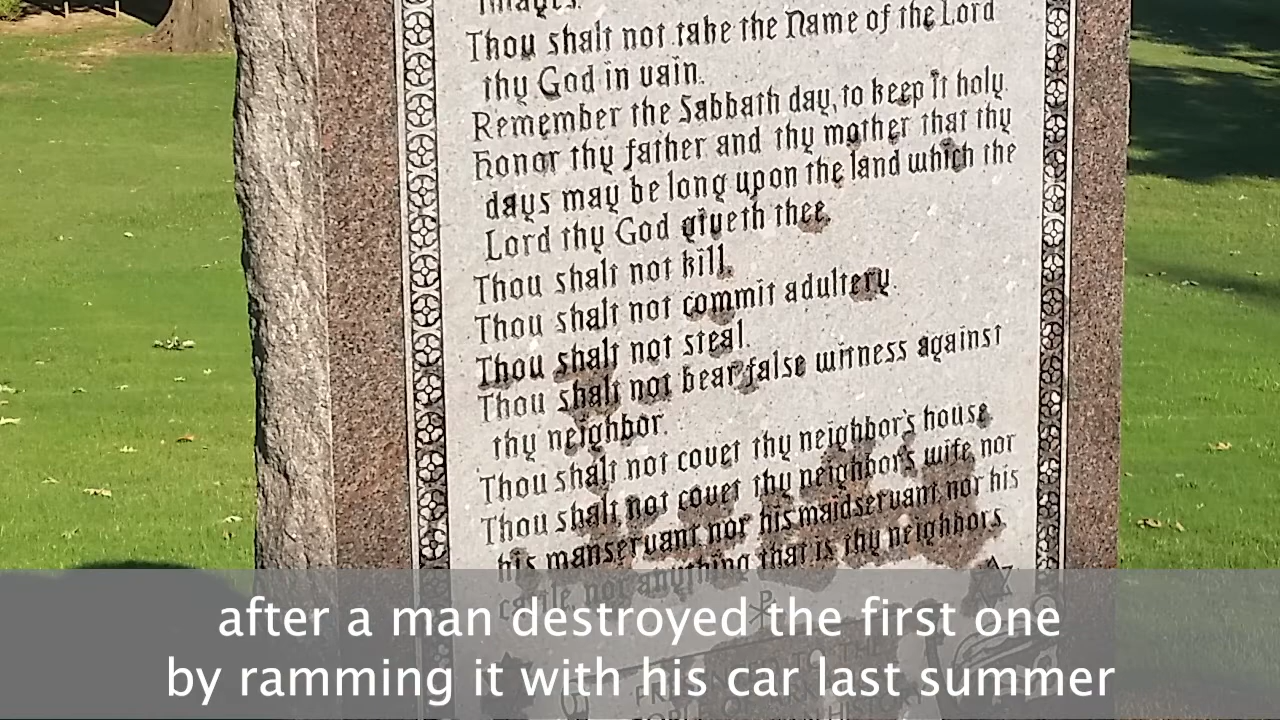 Images.
Thou shalt not take the Name of the Lord
thy God in vain.
Remember the Sabbath day, to keep it holy.
Honor thy father and thy mother that thy
days may be long upon the land which the
Lord thy God giveth thee.
Thou shalt not kill.
Thou shalt not commit adultery.
Thou shalt not steal.
Thou shalt not bear false witness against
thy neighbor.
Thou shalt not covet thy neighbor's house.
Thou shalt not covet thy neighbor's wife, nor
his manservant nor his maidservant nor his
cattle nor anything that is thy neighbors.
after a man destroyed the first one
by ramming it with his car last summer